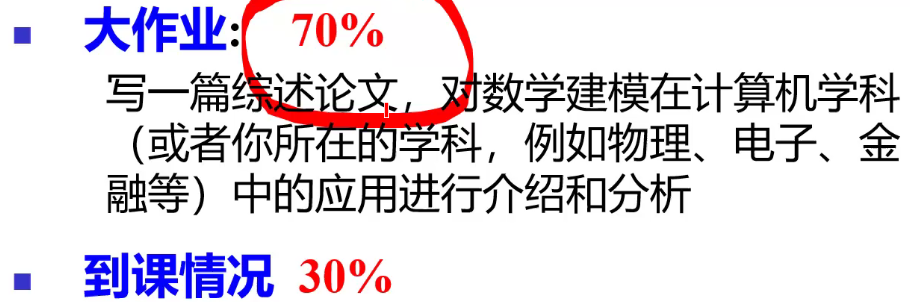 大作业: 70%
写一篇综述论文，对数学建模在计算机学科
（或者你所在的学科，例如物理、电子、金
融等）中的应用进行介绍和分析
到课情况 30%